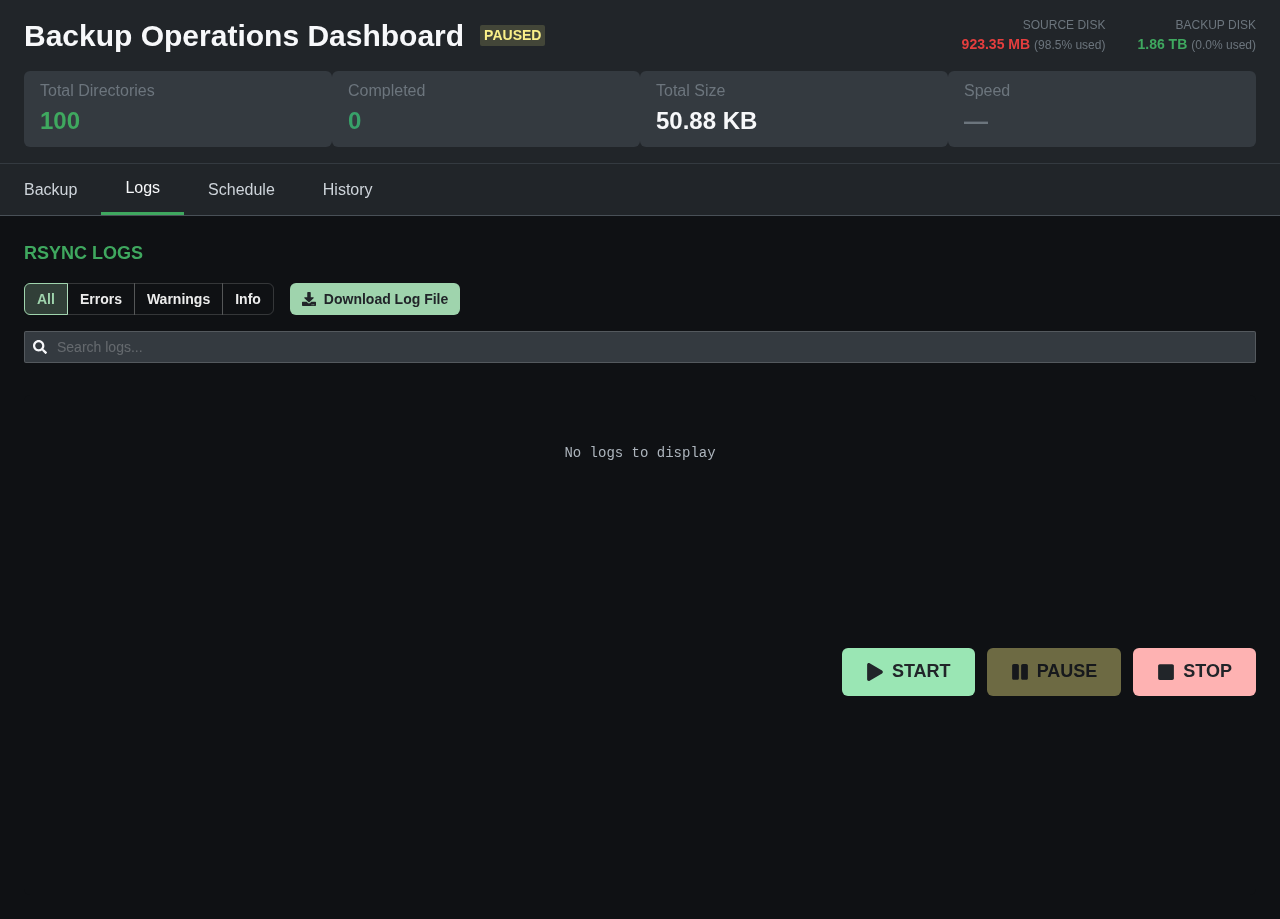 Backup Operations Dashboard PAUSED
SOURCE DISK
923.35 MB (98.5% used)
BACKUP DISK
1.86 TB (0.0% used)
Total Directories
100
Completed
0
Total Size
50.88 KB
Speed
—
Backup Logs Schedule History
RSYNC LOGS
All Errors Warnings Info Download Log File
Search logs...
No logs to display
START PAUSE STOP